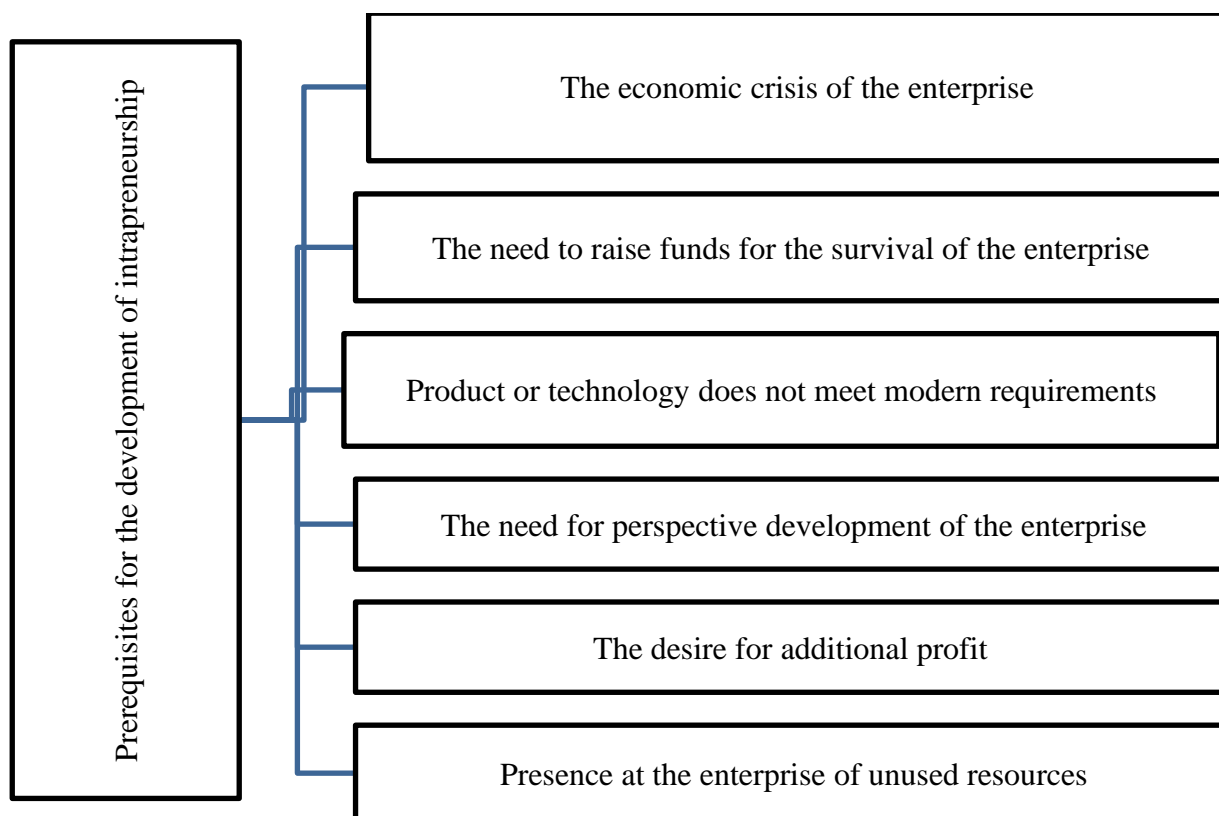 Prerequisites for the development of intrapreneurship
The economic crisis of the enterprise
The need to raise funds for the survival of the enterprise
Product or technology does not meet modern requirements
The need for perspective development of the enterprise
The desire for additional profit
Presence at the enterprise of unused resources